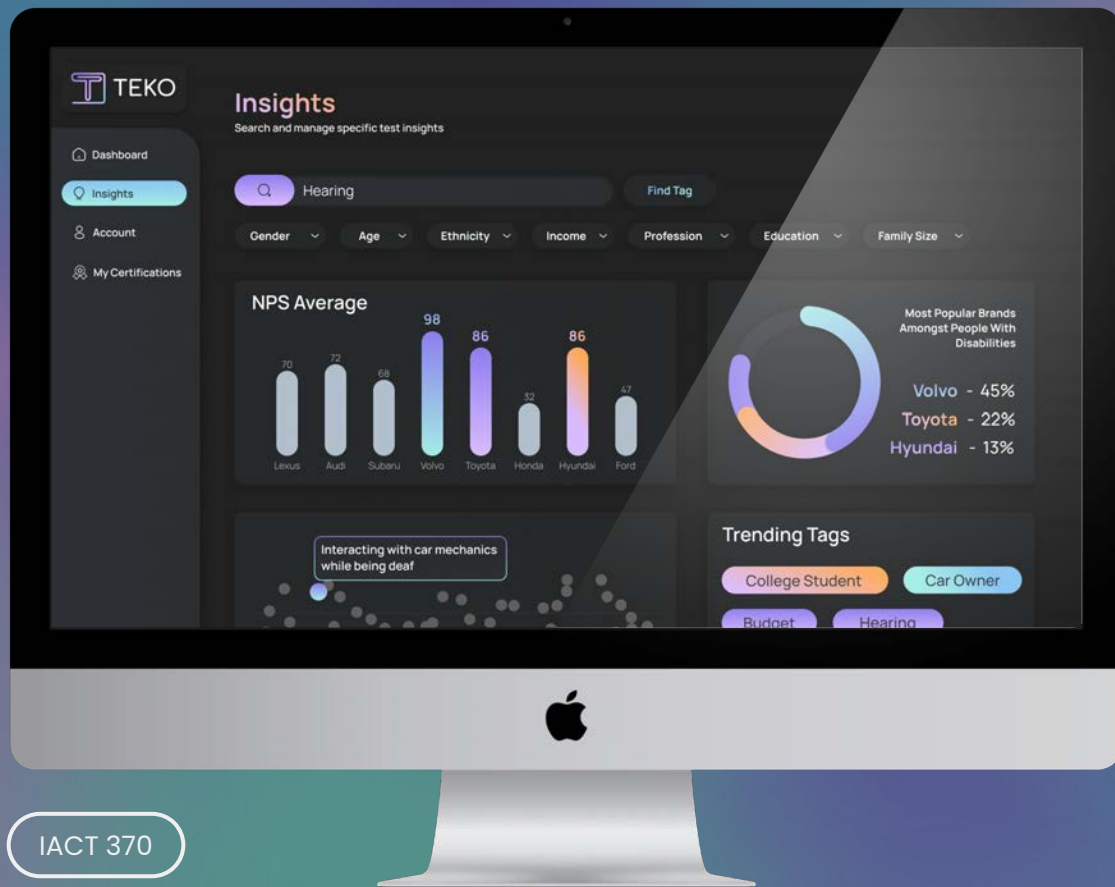 TEKO
Insights
Search and manage specific test insights
Dashboard
Insights
Account
My Certifications
Hearing
Find Tag
Gender
Age
Ethnicity
Income
Profession
Education
Family Size
NPS Average
70
72
68
98
86
32
86
47
Lexus
Audi
Subaru
Volvo
Toyota
Honda
Hyundai
Ford
Most Popular Brands
Amongst People With
Disabilities
Volvo - 45%
Toyota - 22%
Hyundai - 13%
Interacting with car mechanics
while being deaf
Trending Tags
College Student
Car Owner
Budget
Hearing
IACT 370